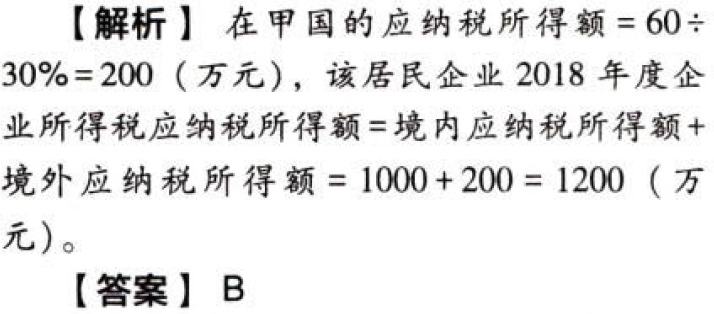 【解析】 在甲国的应纳税所得额=60÷
30%=200（万元），该居民企业 2018 年度企
业所得税应纳税所得额=境内应纳税所得额+
境外应纳税所得额=1000+200=1200（万
元）。
【答案】 B